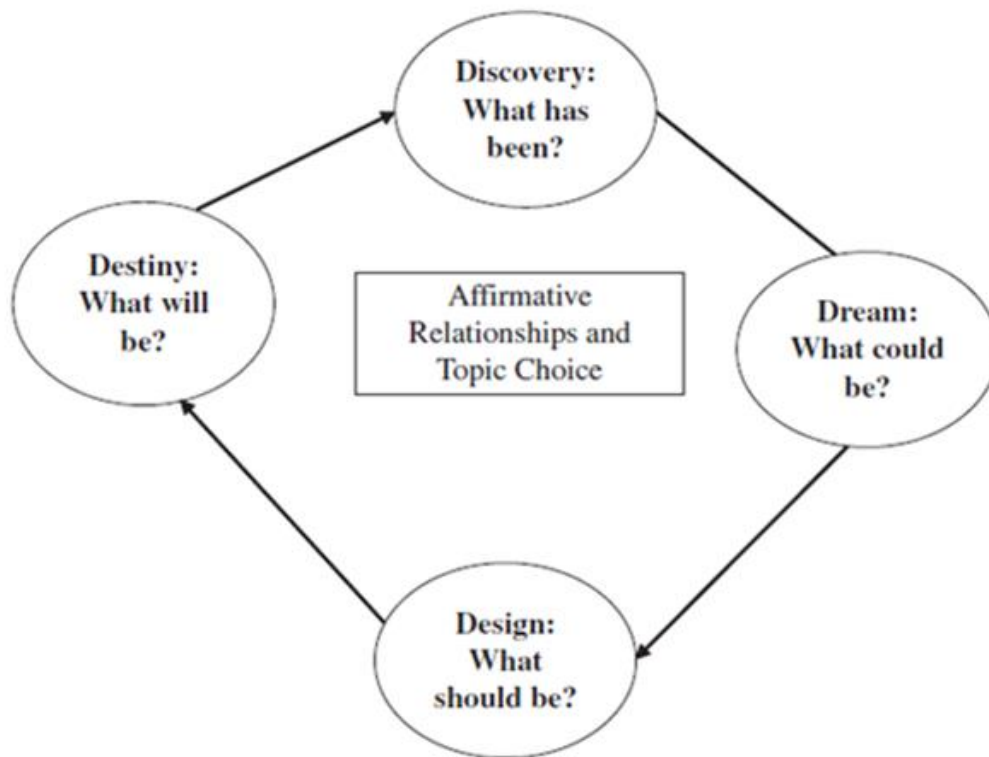 Discovery:
What has
been?
Destiny:
What will
be?
Affirmative
Relationships and
Topic Choice
Dream:
What could
be?
Design:
What
should be?